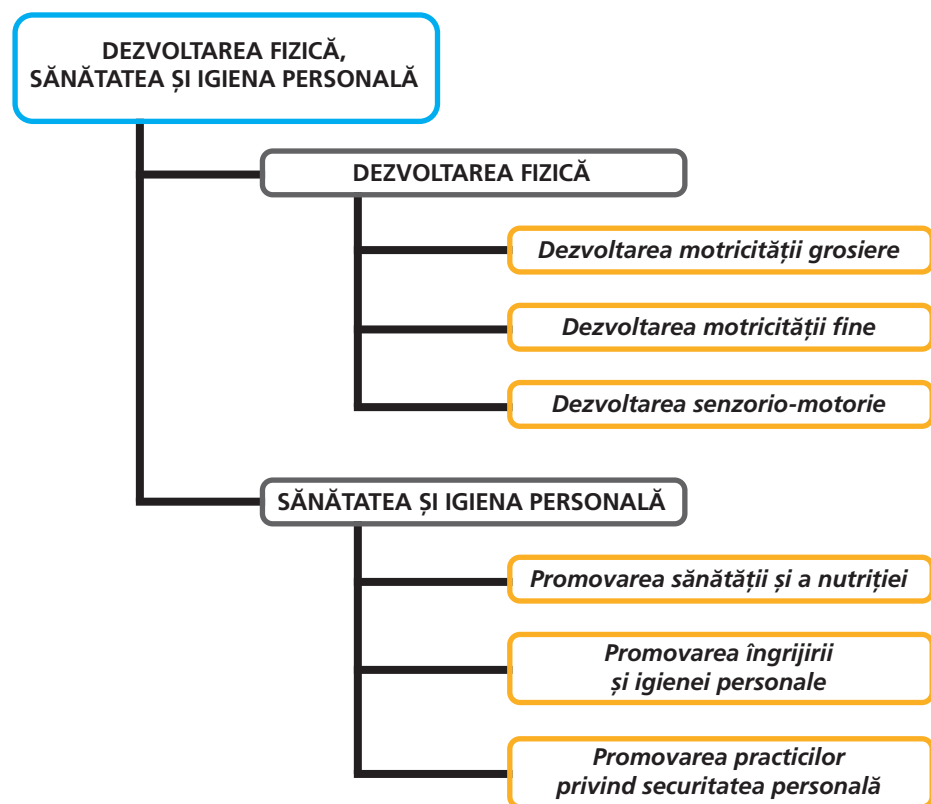 DEZVOLTAREA FIZICĂ,
SĂNĂTATEA ȘI IGIENA PERSONALĂ
DEZVOLTAREA FIZICĂ
Dezvoltarea motricității grosiere
Dezvoltarea motricității fine
Dezvoltarea senzorio-motorie
SĂNĂTATEA ȘI IGIENA PERSONALĂ
Promovarea sănătății și a nutriției
Promovarea îngrijirii
și igienei personale
Promovarea practicilor
privind securitatea personală